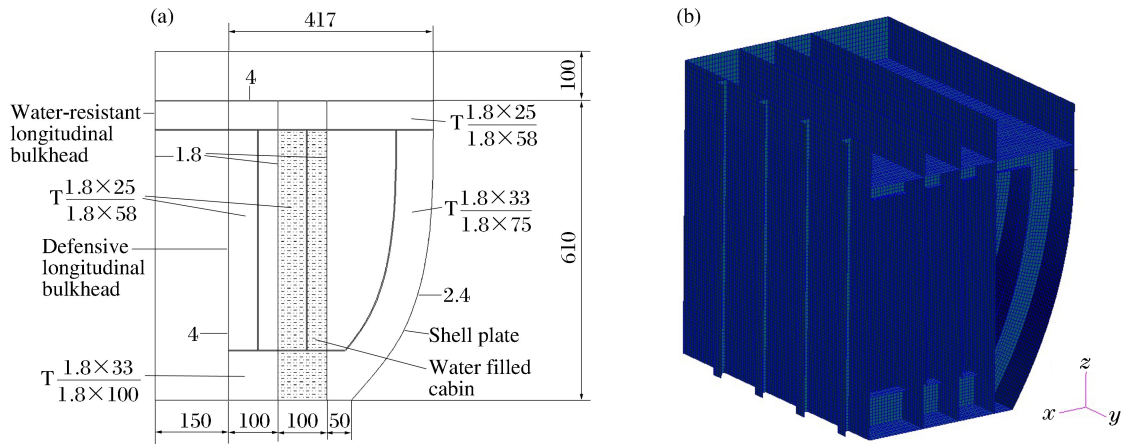 (a)
417
100
4
Water-resistant
longitudinal
bulkhead
T 1.8×25
1.8×58
1.8
T 1.8×25
1.8×58
T 1.8×33
1.8×75
610
Defensive
longitudinal
bulkhead
2.4
4
Shell plate
Water filled
cabin
T 1.8×33
1.8×100
150
100
100
50
(b)
z
x
y